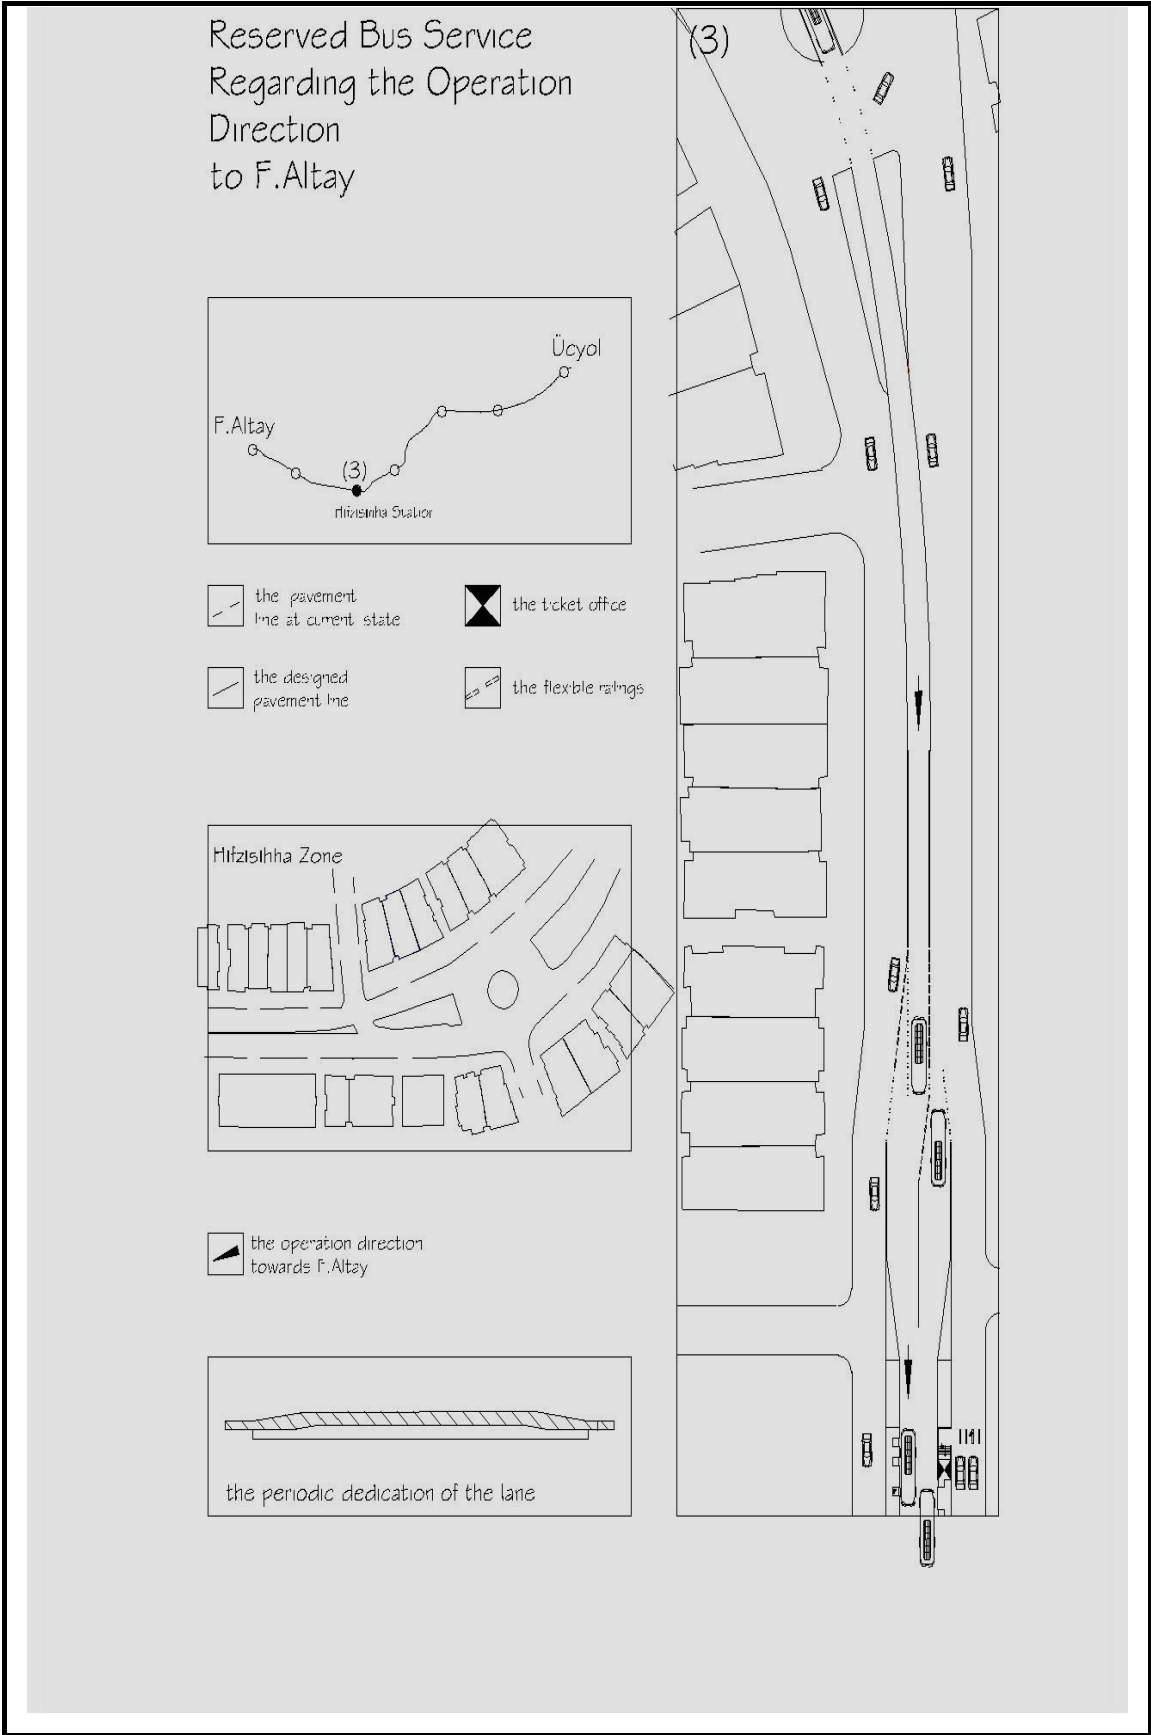 Reserved Bus Service
Regarding the Operation
Direction
to F.Altay
(3)
Ücyol
F.Altay
(3)
Hıfzısınha Station
the pavement
line at current state
the ticket office
the designed
pavement line
the flexible railings
Hıfzısıhha Zone
the operation direction
towards F.Altay
the periodic dedication of the lane